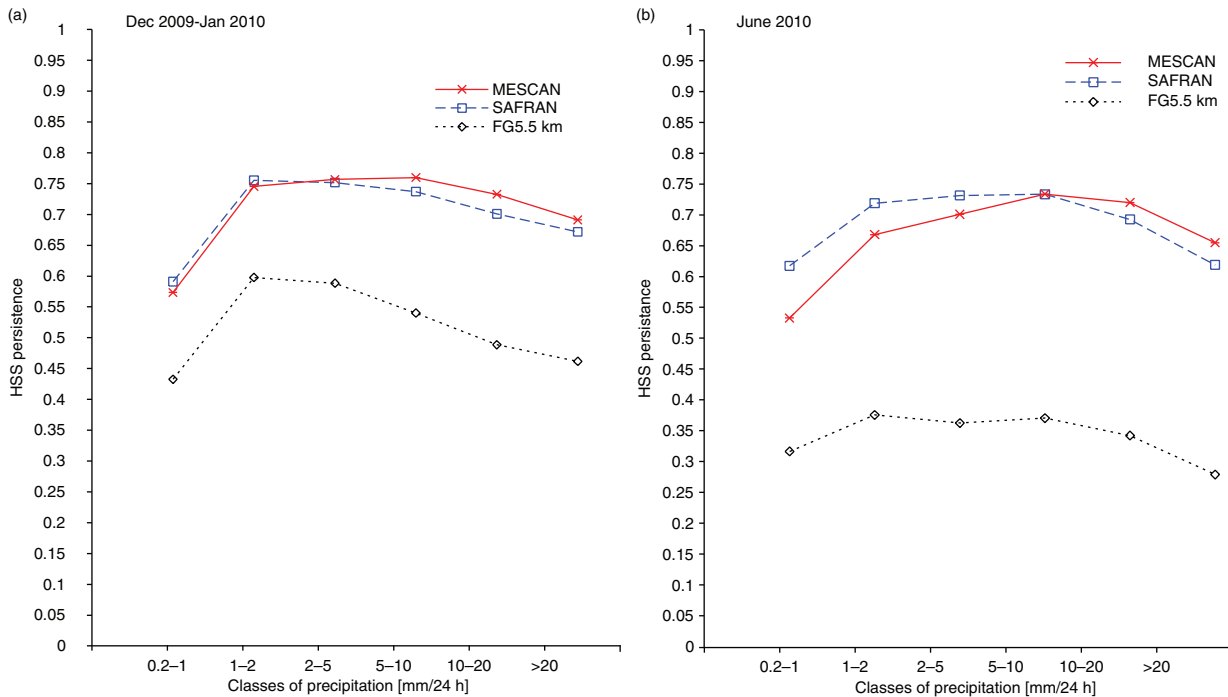 (a)
Dec 2009-Jan 2010
1
0.95
0.9
0.85
0.8
0.75
0.7
0.65
0.6
0.55
0.5
0.45
0.4
0.35
0.3
0.25
0.2
0.15
0.1
0.05
0
HSS persistence
MESCAN
SAFRAN
FG5.5 km
0.2–1 1–2 2–5 5–10 10–20 >20
Classes of precipitation [mm/24 h]
(b)
June 2010
1
0.95
0.9
0.85
0.8
0.75
0.7
0.65
0.6
0.55
0.5
0.45
0.4
0.35
0.3
0.25
0.2
0.15
0.1
0.05
0
HSS persistance
MESCAN
SAFRAN
FG5.5 km
0.2–1 1–2 2–5 5–10 10–20 >20
Classes of precipitation [mm/24 h]